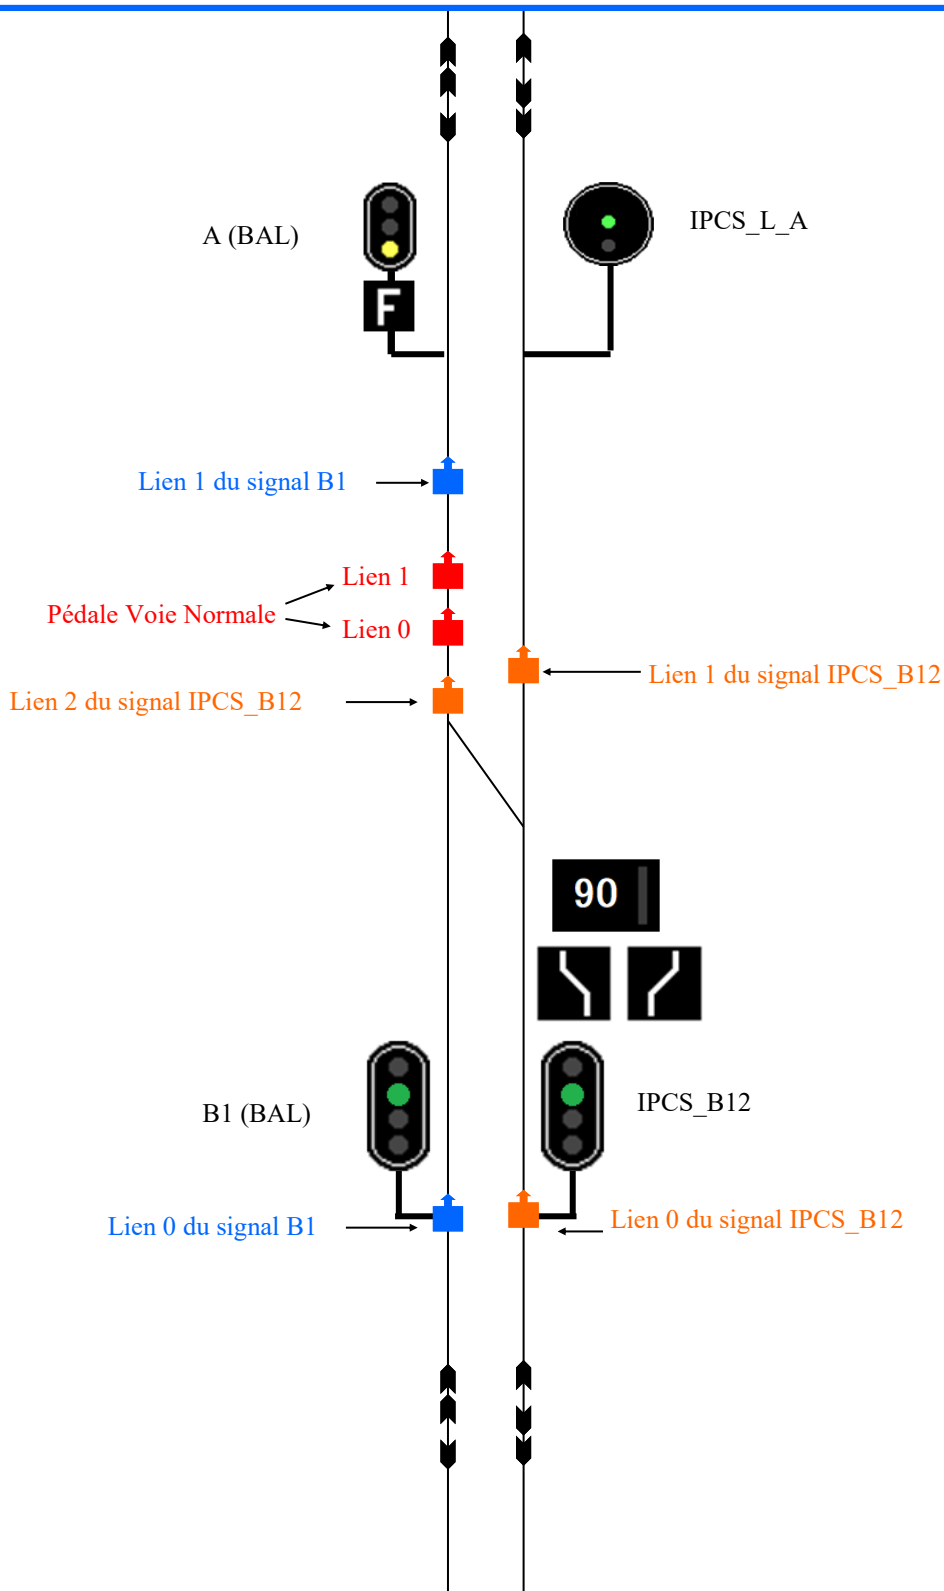 A (BAL)
IPCS_L_A
F
Lien 1 du signal B1
Lien 1
Pédale Voie Normale
Lien 0
Lien 1 du signal IPCS_B12
Lien 2 du signal IPCS_B12
90
B1 (BAL)
IPCS_B12
Lien 0 du signal B1
Lien 0 du signal IPCS_B12